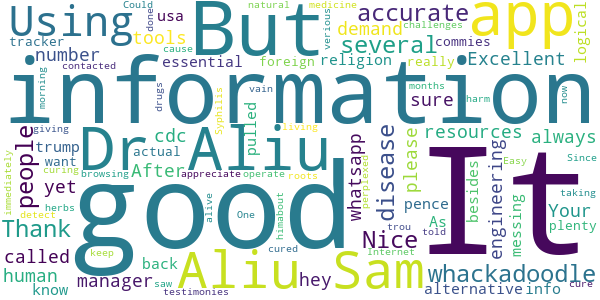 Using But app
Could done natural medicine tracker usa tools several demand accurate challenges verious
number cause contacted essential foreign religion really commies Excellent logical
information
morning drugs vain cdc sure months harm now
Dr Aliu pulled disease please resources always
people trump yet want actual After giving Syphilis living whatsapp perplexed besides Since
good It
immediately curing browsing appreciate operate roots engineering Easy taking
Thank herbs alive One himabout As pence messing Your plenty
called Aliu Sam Nice trou told Internet
human manager back hey cured whackadoodle
know detect keep saw testimonies alternative info cure